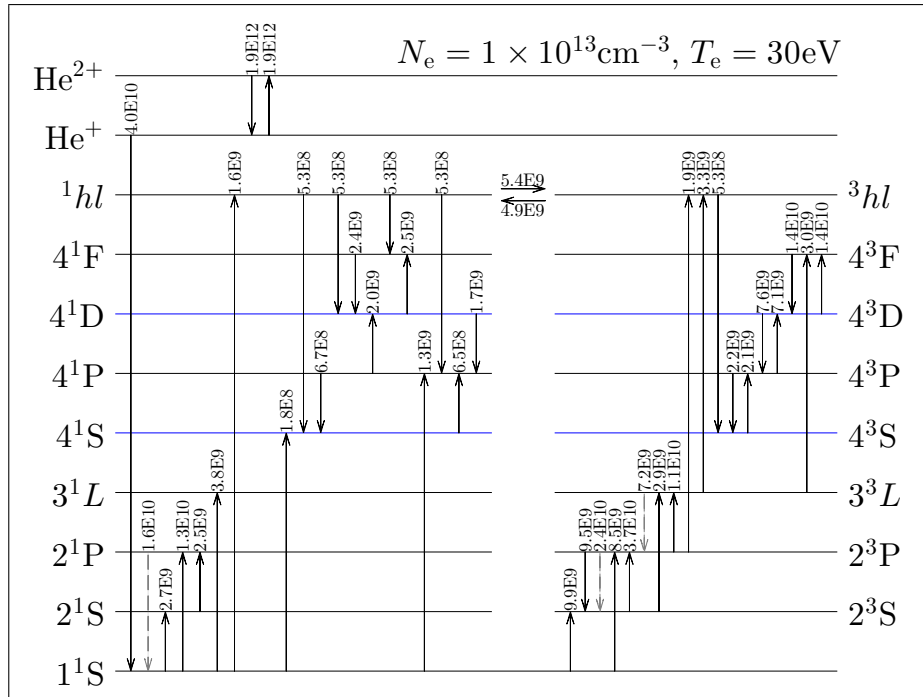 N_e = 1 × 10^13 cm^−3, T_e = 30eV
He^2+
1.9E12
1.9E12
He^+
4.0E10
^1hl
1.6E9
5.3E8
5.3E8
5.3E8
5.3E8
5.4E9
4.9E9
1.9E9
3.3E9
5.3E8
^3hl
4^1F
2.4E9
2.5E9
1.4E10
3.0E9
1.4E10
4^3F
4^1D
2.0E9
1.7E9
7.6E9
7.1E9
4^3D
4^1P
6.7E8
1.3E9
6.5E8
2.2E9
2.1E9
4^3P
4^1S
1.8E8
4^3S
3^1L
3.8E9
7.2E9
2.9E9
1.1E10
3^3L
2^1P
1.6E10
1.3E10
2.5E9
9.5E9
2.4E10
8.5E9
3.7E10
2^3P
2^1S
2.7E9
9.9E9
2^3S
1^1S